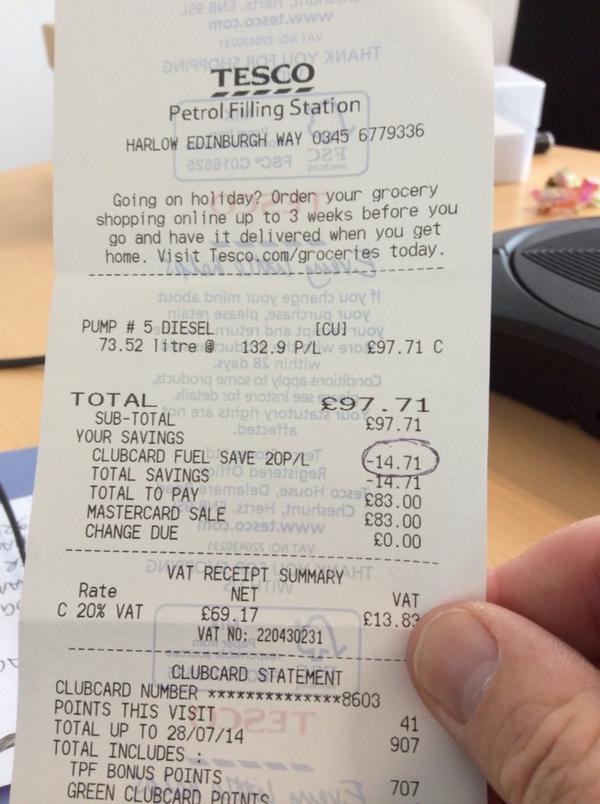 TESCO
Petrol Filling Station
HARLOW EDINBURGH WAY 0345 6779336
Going on holiday? Order your grocery
shopping online up to 3 weeks before you
go and have it delivered when you get
home. Visit Tesco.com/groceries today.
PUMP # 5 DIESEL [CU]
73.52 litre @ 132.9 P/L £97.71 C
TOTAL £97.71
SUB-TOTAL £97.71
YOUR SAVINGS
CLUBCARD FUEL SAVE 20P/L -14.71
TOTAL SAVINGS -14.71
TOTAL TO PAY £83.00
MASTERCARD SALE £83.00
CHANGE DUE £0.00
VAT RECEIPT SUMMARY
Rate NET VAT
C 20% VAT £69.17 £13.83
VAT NO: 220430231
CLUBCARD STATEMENT
CLUBCARD NUMBER **************8603
POINTS THIS VISIT 41
TOTAL UP TO 28/07/14 907
TOTAL INCLUDES :
TPF BONUS POINTS 707
GREEN CLUBCARD POINTS